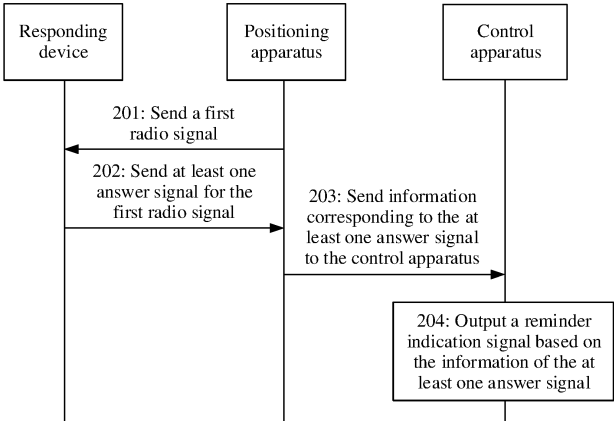 Responding
device
Positioning
apparatus
Control
apparatus
201: Send a first
radio signal
202: Send at least one
answer signal for the
first radio signal
203: Send information
corresponding to the at
least one answer signal
to the control apparatus
204: Output a reminder
indication signal based on
the information of the at
least one answer signal